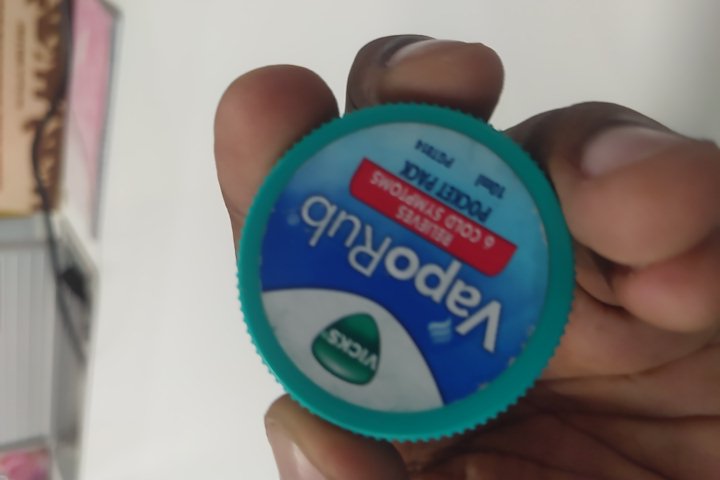 VICKS
VapoRub®
RELIEVES
6 COLD SYMPTOMS
POCKET PACK
10ml